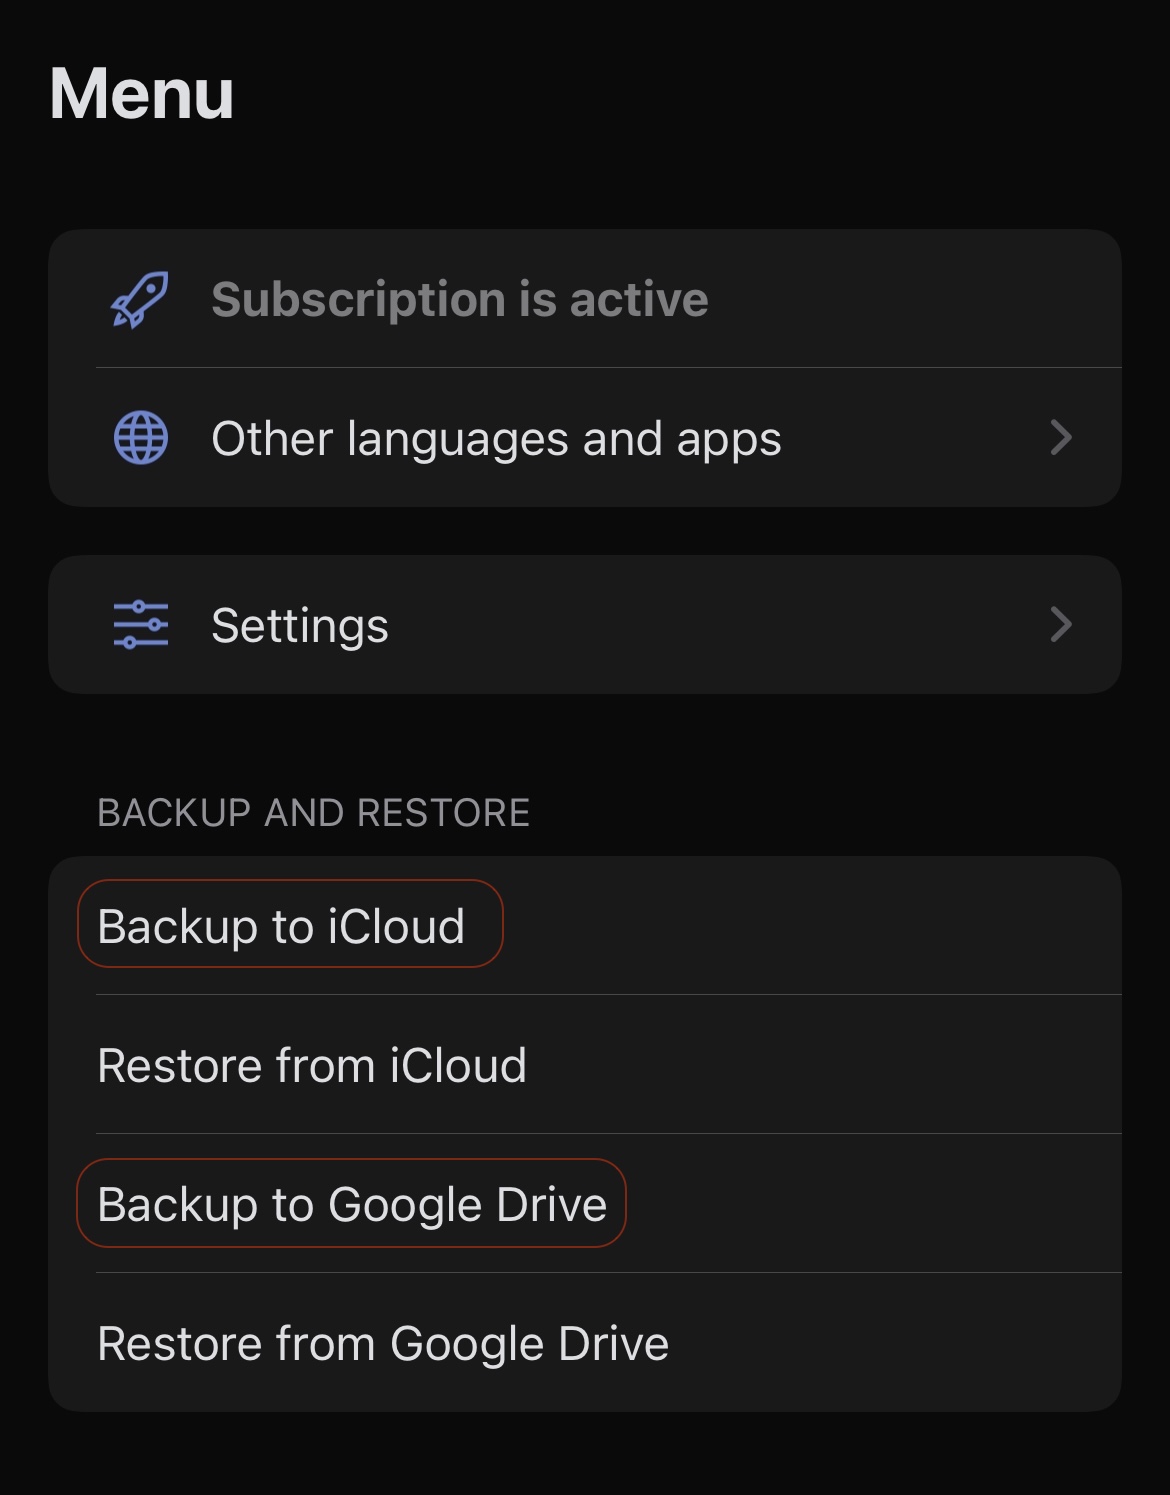 Menu
Subscription is active
Other languages and apps
Settings
BACKUP AND RESTORE
Backup to iCloud
Restore from iCloud
Backup to Google Drive
Restore from Google Drive